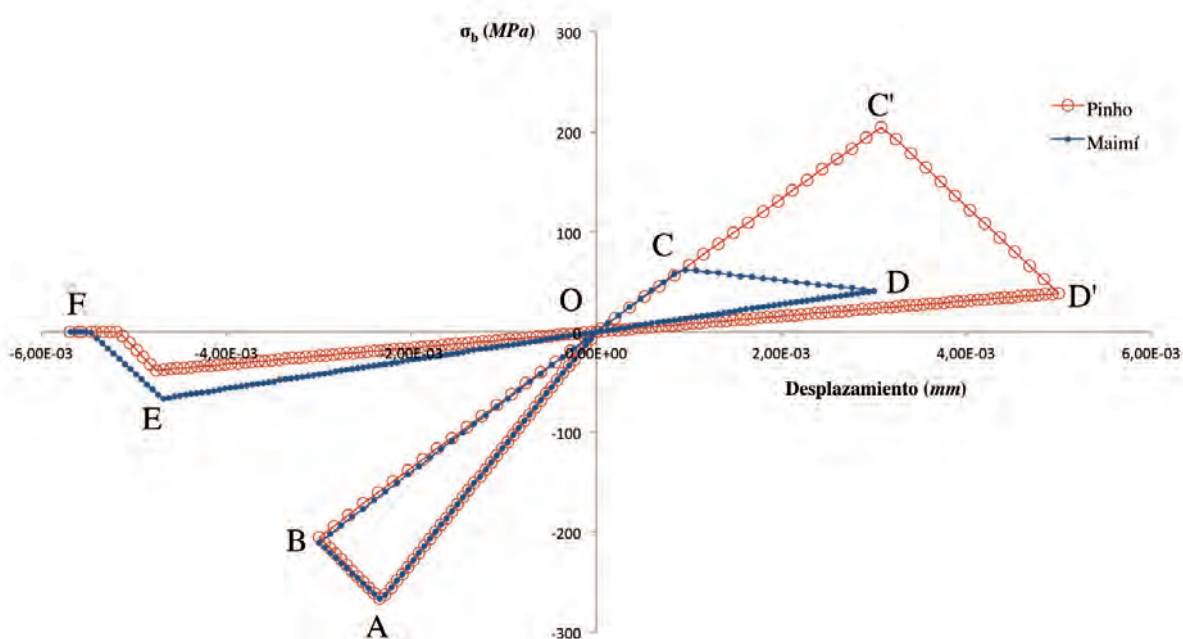 σb (MPa)
300
C'
Pinho
200
Maimí
100
C
D
F
O
D'
0
-6,00E-03
-4,00E-03
-2,00E-03
0,00E+00
2,00E-03
4,00E-03
6,00E-03
Desplazamiento (mm)
E
-100
B
-200
A
-300